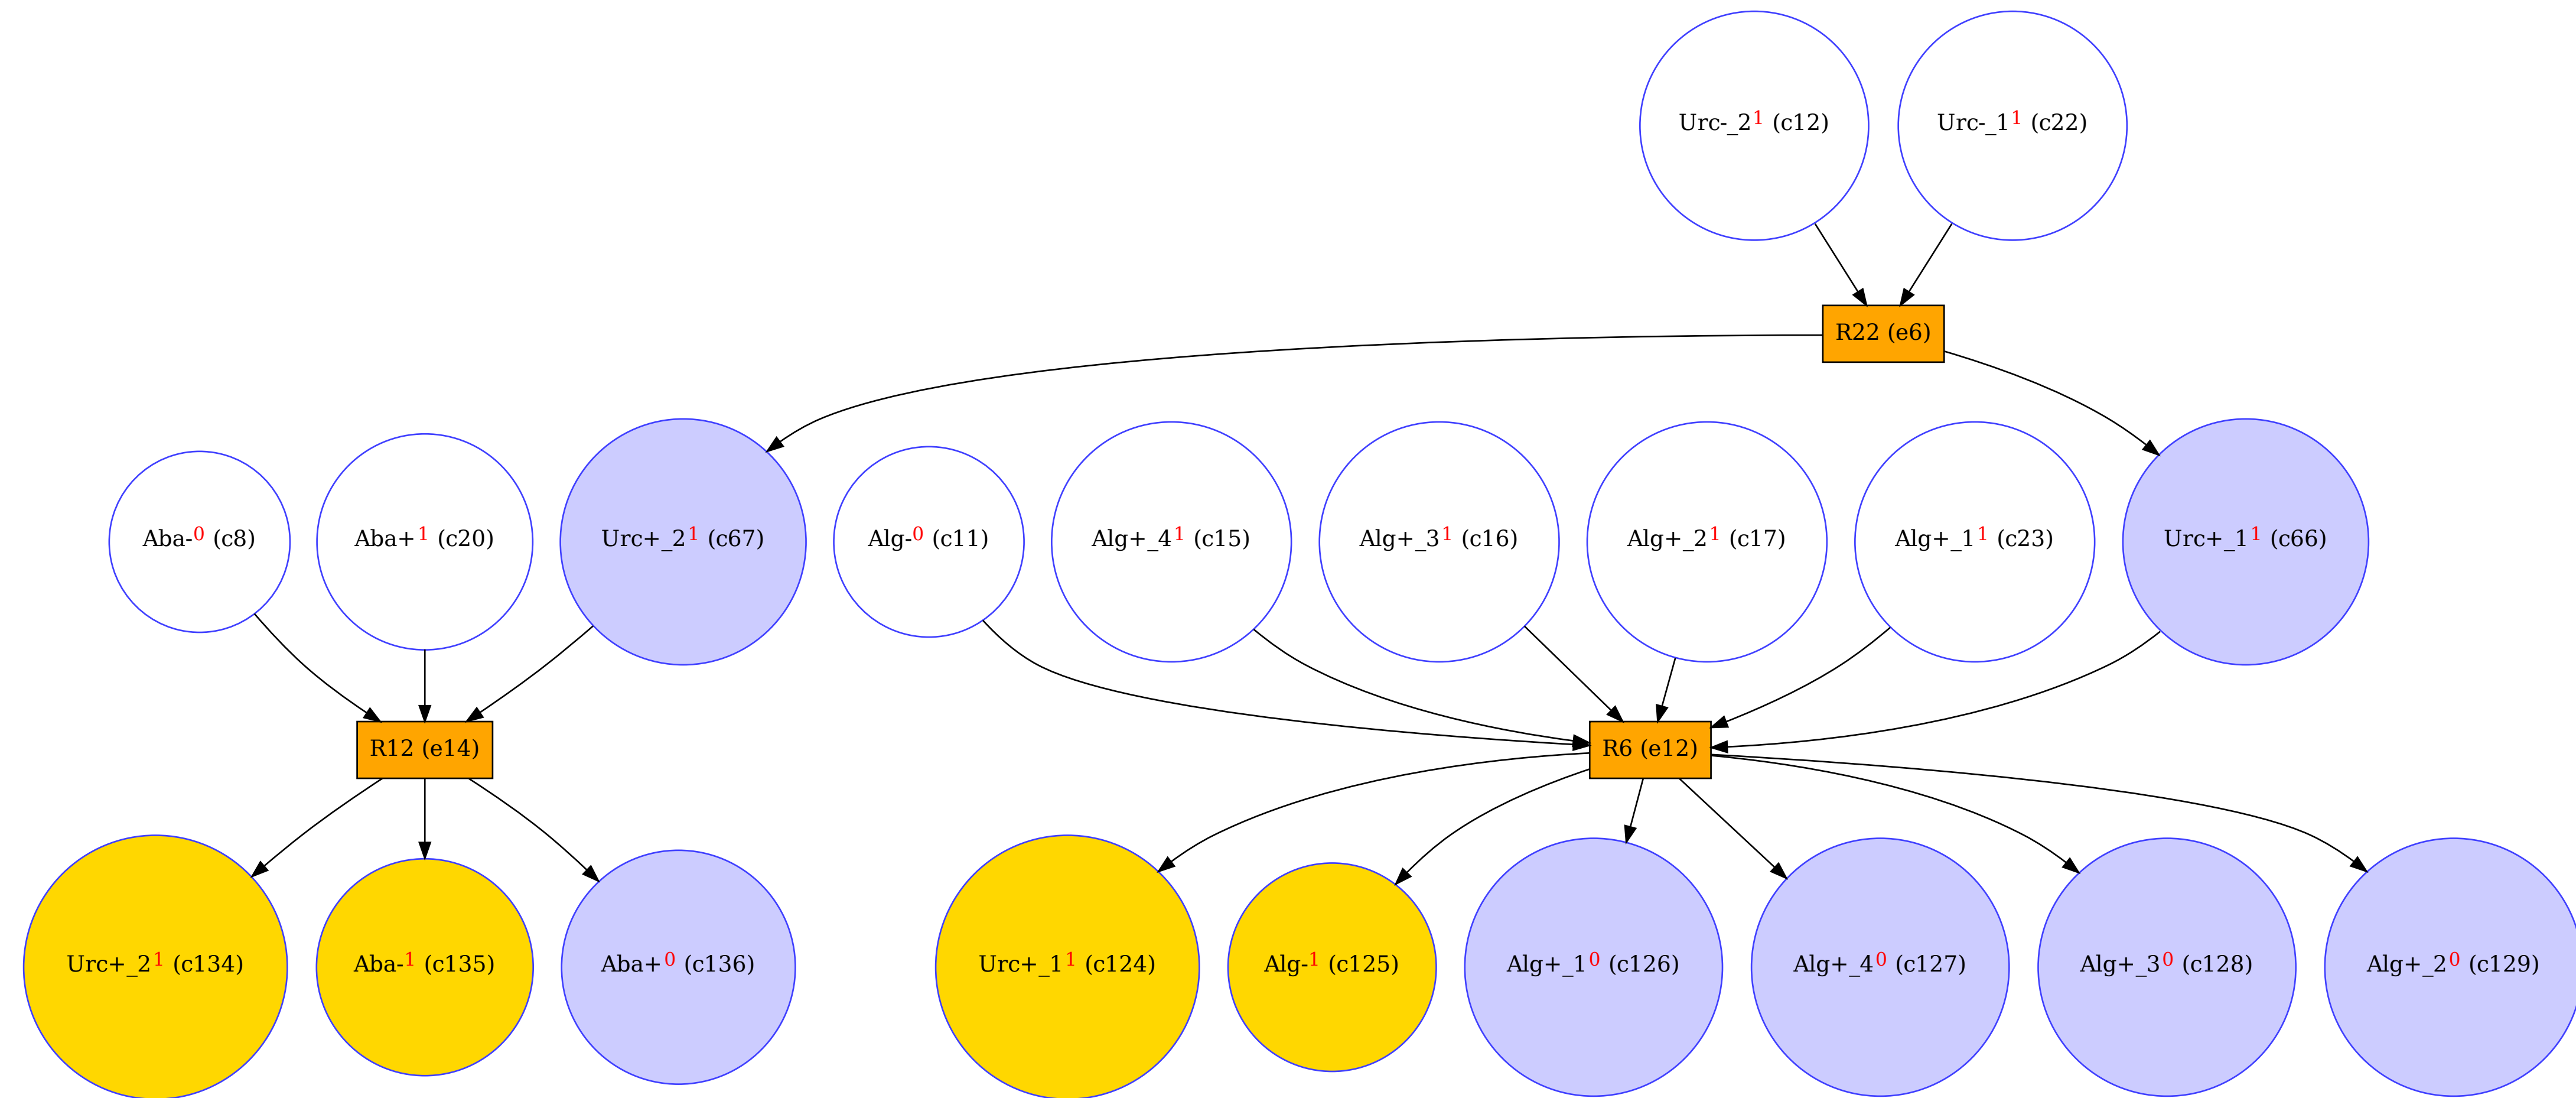 Urc-_2¹ (c12)
Urc-_1¹ (c22)
R22 (e6)
Aba-⁰ (c8)
Aba+¹ (c20)
Urc+_2¹ (c67)
Alg-⁰ (c11)
Alg+_4¹ (c15)
Alg+_3¹ (c16)
Alg+_2¹ (c17)
Alg+_1¹ (c23)
Urc+_1¹ (c66)
R12 (e14)
R6 (e12)
Urc+_2¹ (c134)
Aba-¹ (c135)
Aba+⁰ (c136)
Urc+_1¹ (c124)
Alg-¹ (c125)
Alg+_1⁰ (c126)
Alg+_4⁰ (c127)
Alg+_3⁰ (c128)
Alg+_2⁰ (c129)